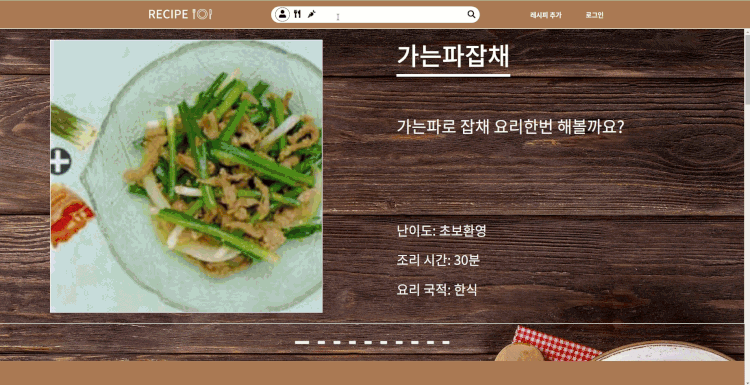 RECIPE
레시피 추가
로그인
가는파잡채
가는파로 잡채 요리한번 해볼까요?
난이도: 초보환영
조리 시간: 30분
요리 국적: 한식